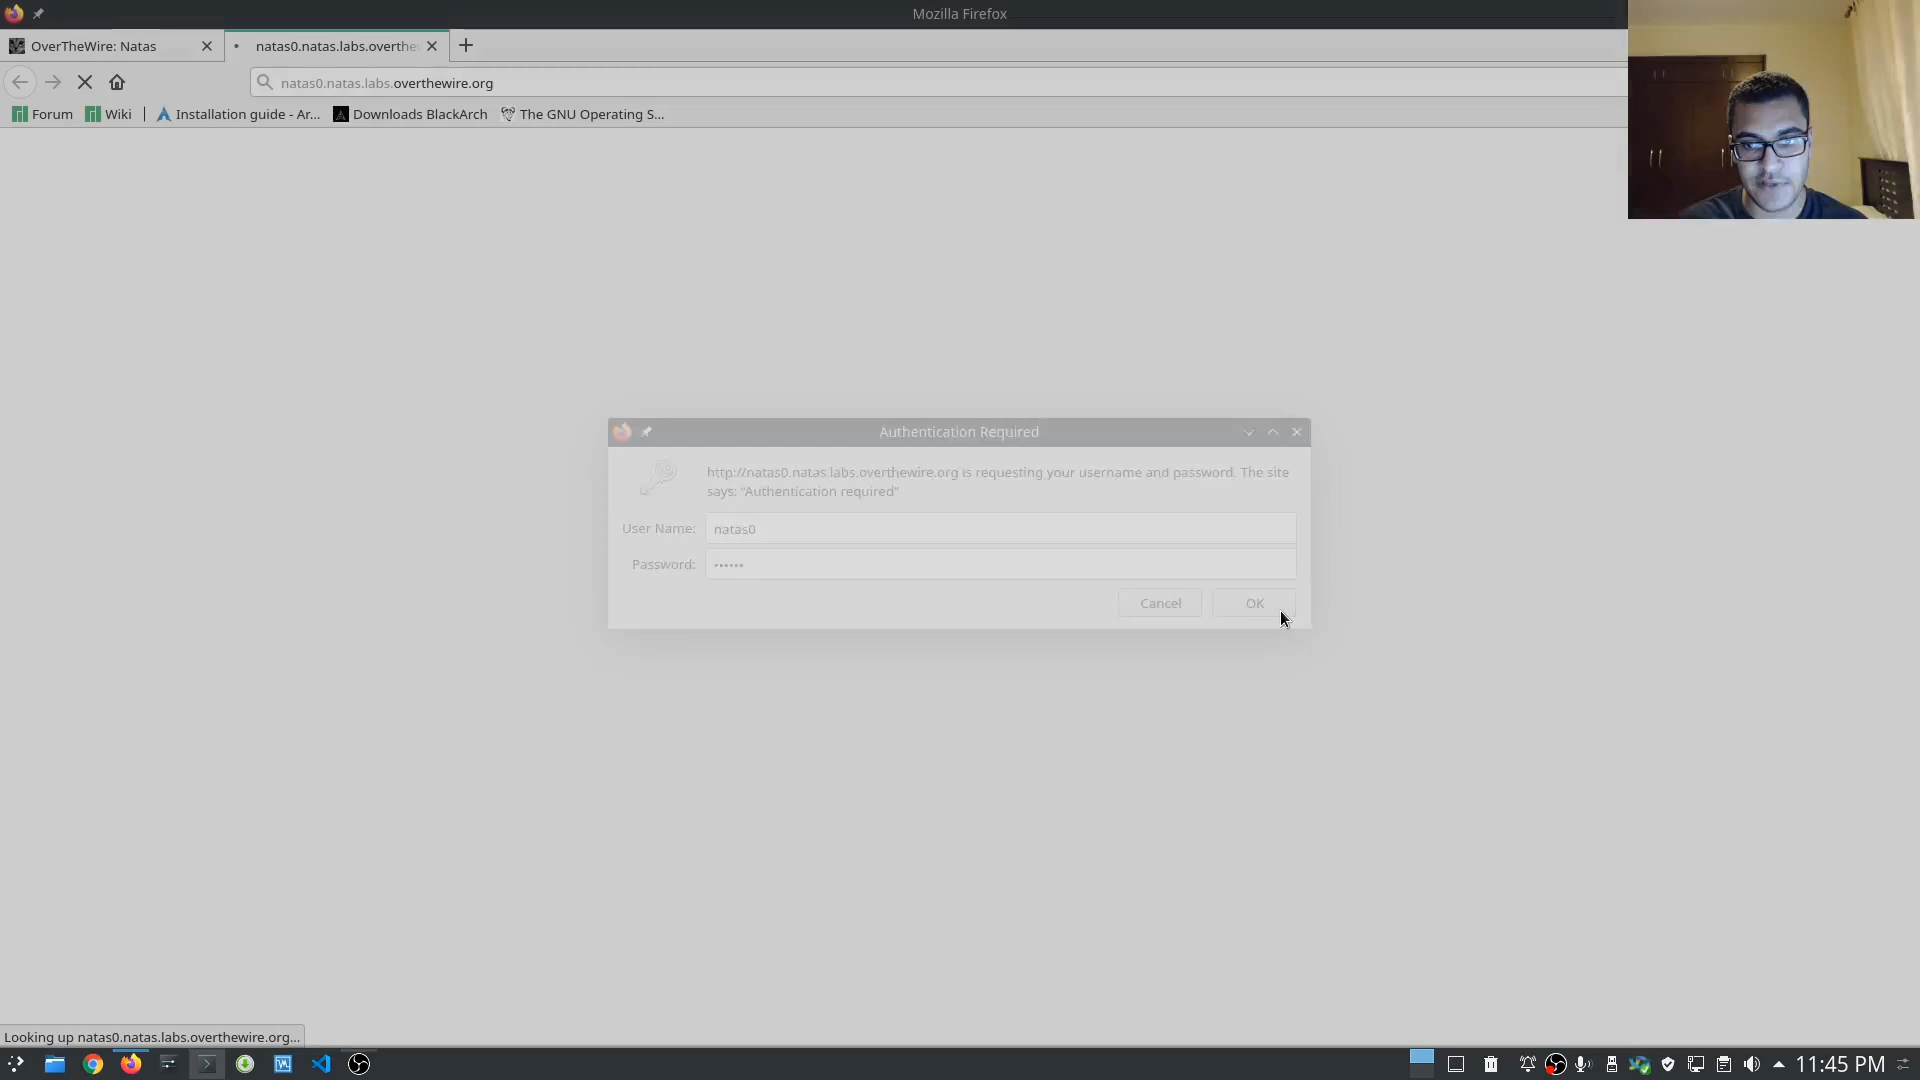 Mozilla Firefox
OverTheWire: Natas
natas0.natas.labs.overthe
natas0.natas.labs.overthewire.org
Forum
Wiki
Installation guide - Ar...
Downloads BlackArch
The GNU Operating S...
Authentication Required
http://natas0.natas.labs.overthewire.org is requesting your username and password. The site
says: “Authentication required”
User Name:
natas0
Password:
••••••
Cancel
OK
Looking up natas0.natas.labs.overthewire.org...
11:45 PM